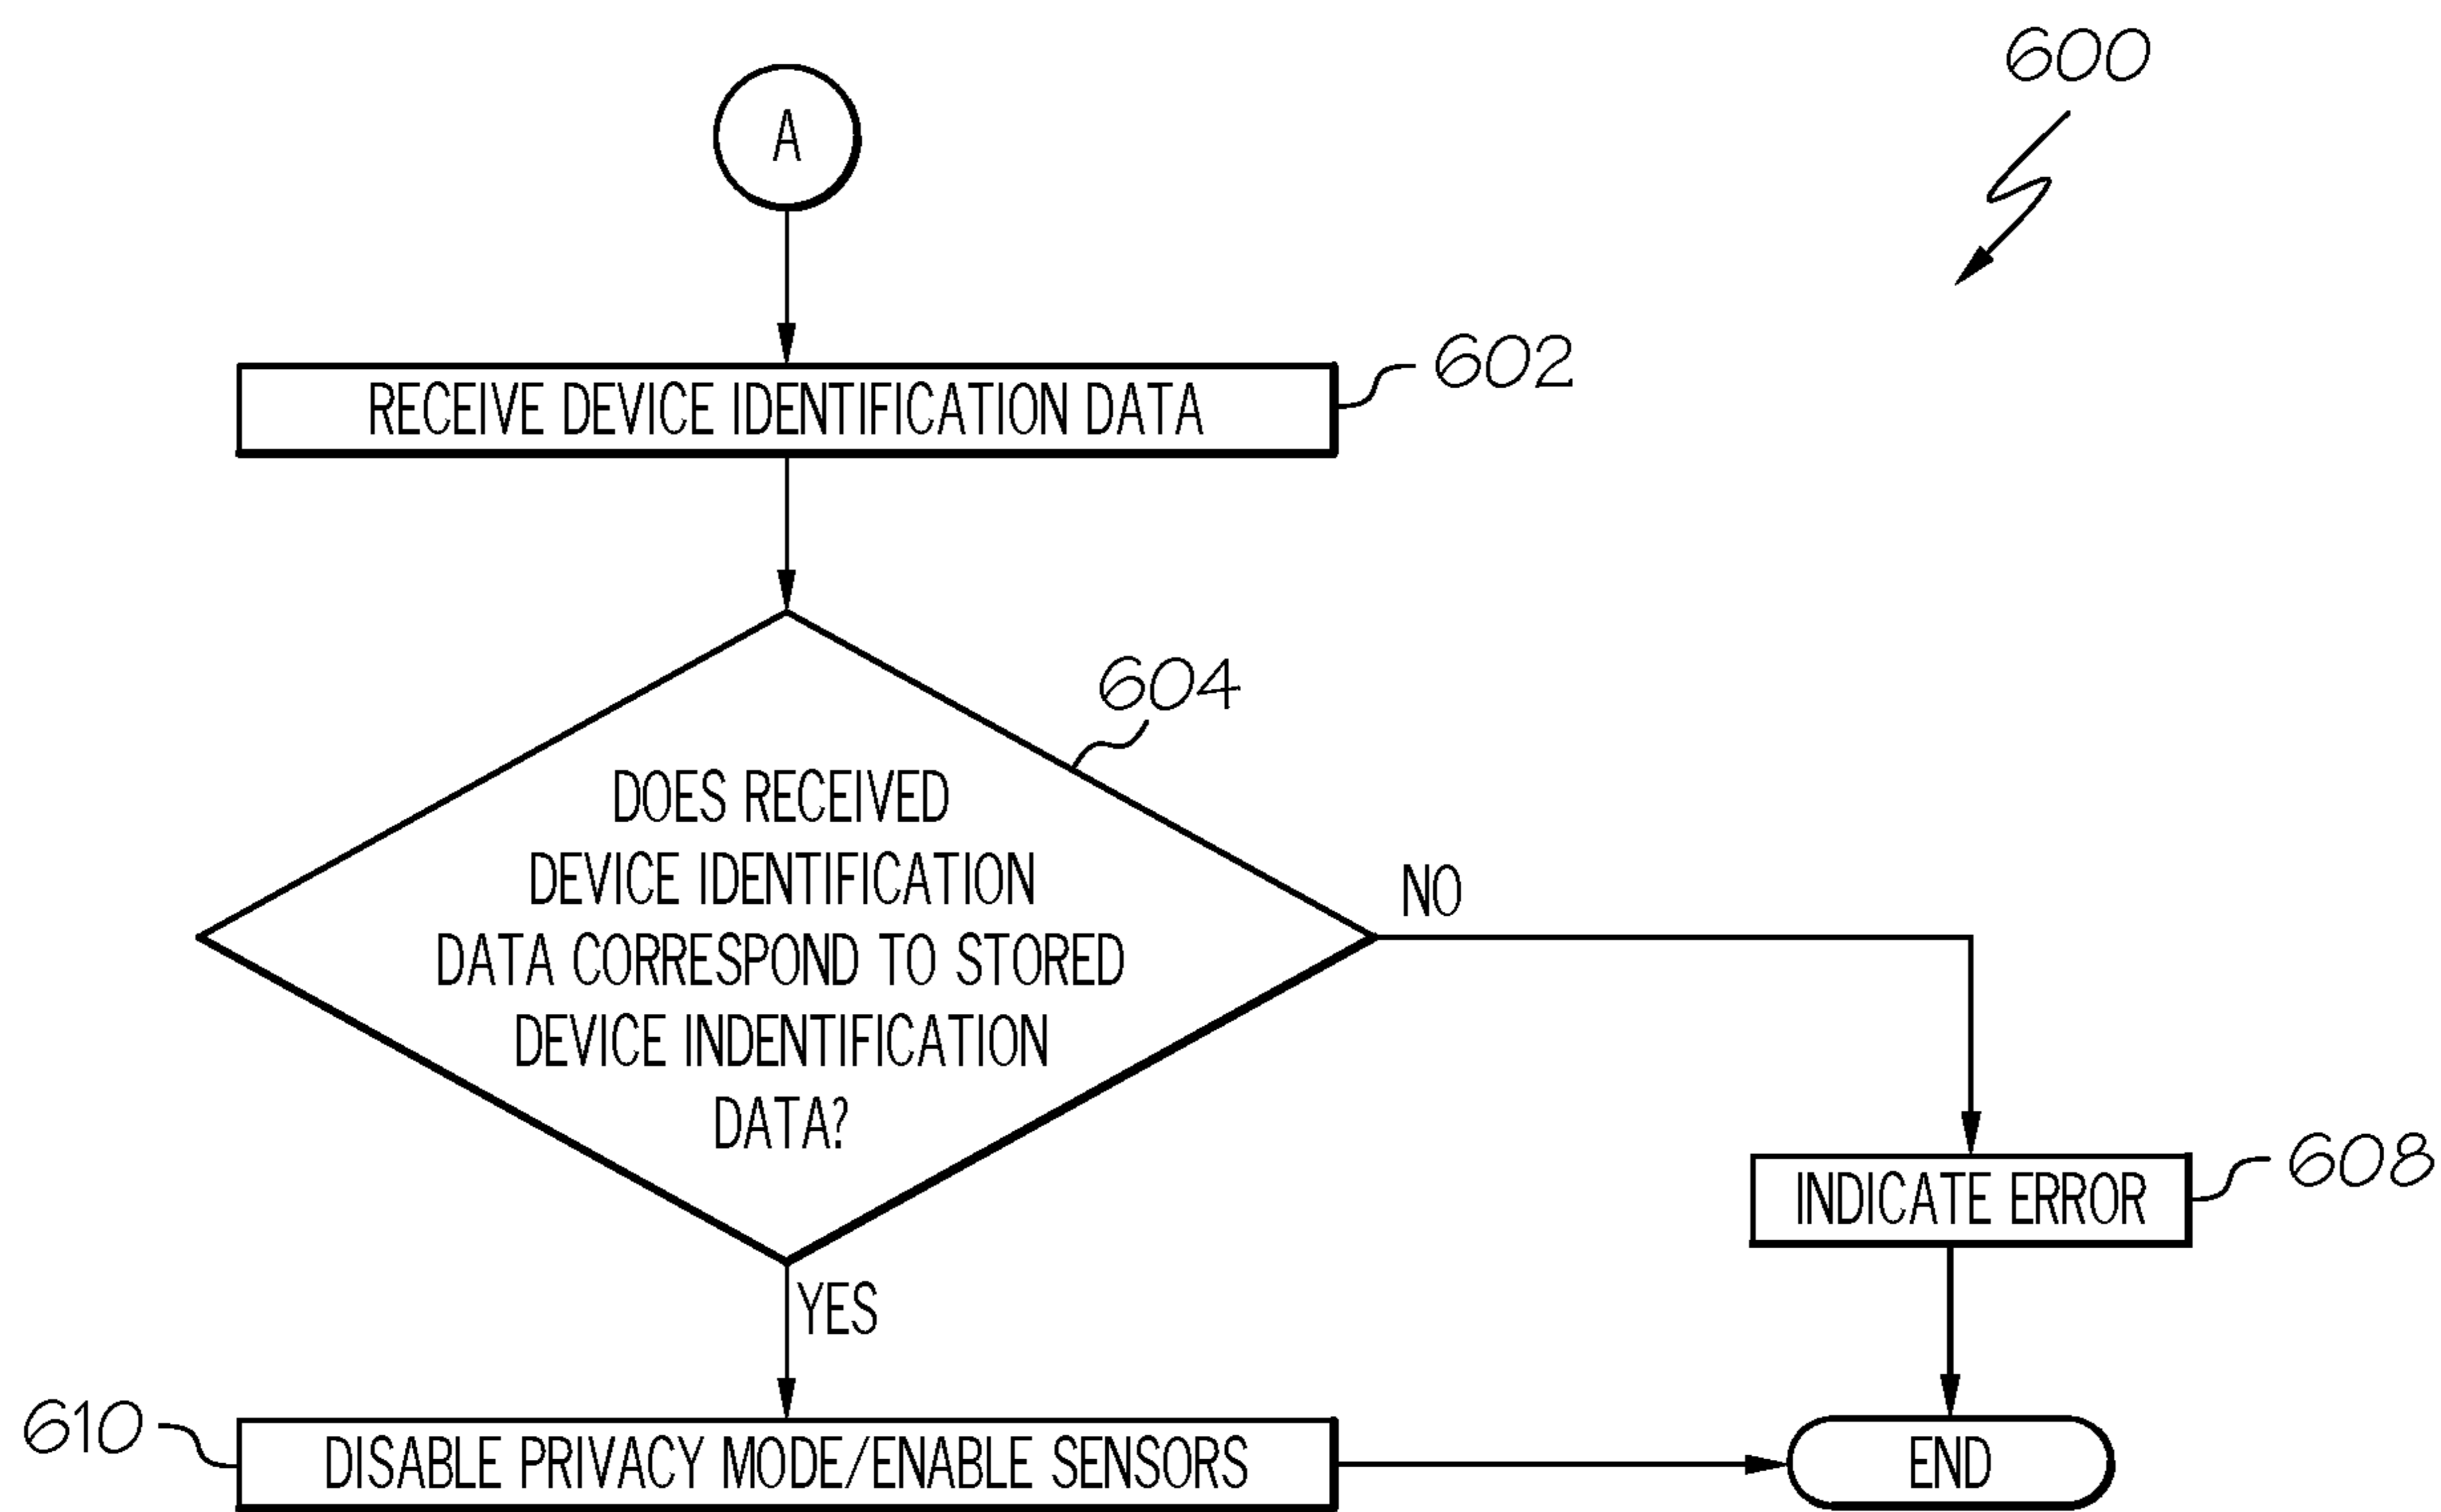 600
A
RECEIVE DEVICE IDENTIFICATION DATA
602
604
DOES RECEIVED
DEVICE IDENTIFICATION
DATA CORRESPOND TO STORED
DEVICE INDENTIFICATION
DATA?
NO
YES
INDICATE ERROR
608
610
DISABLE PRIVACY MODE/ENABLE SENSORS
END